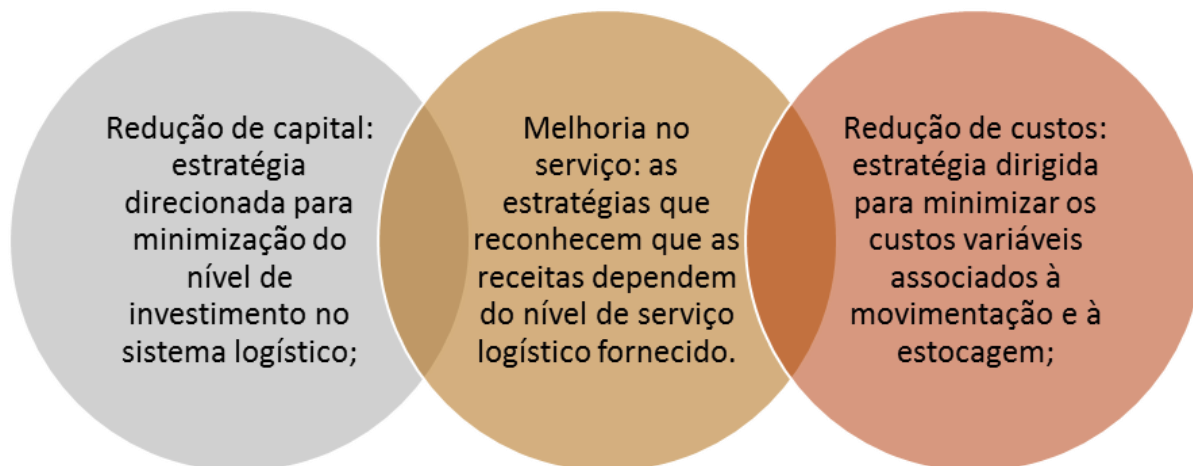 Redução de capital:
estratégia
direcionada para
minimização do
nível de
investimento no
sistema logístico;
Melhoria no
serviço: as
estratégias que
reconhecem que as
receitas dependem
do nível de serviço
logístico fornecido.
Redução de custos:
estratégia dirigida
para minimizar os
custos variáveis
associados à
movimentação e à
estocagem;